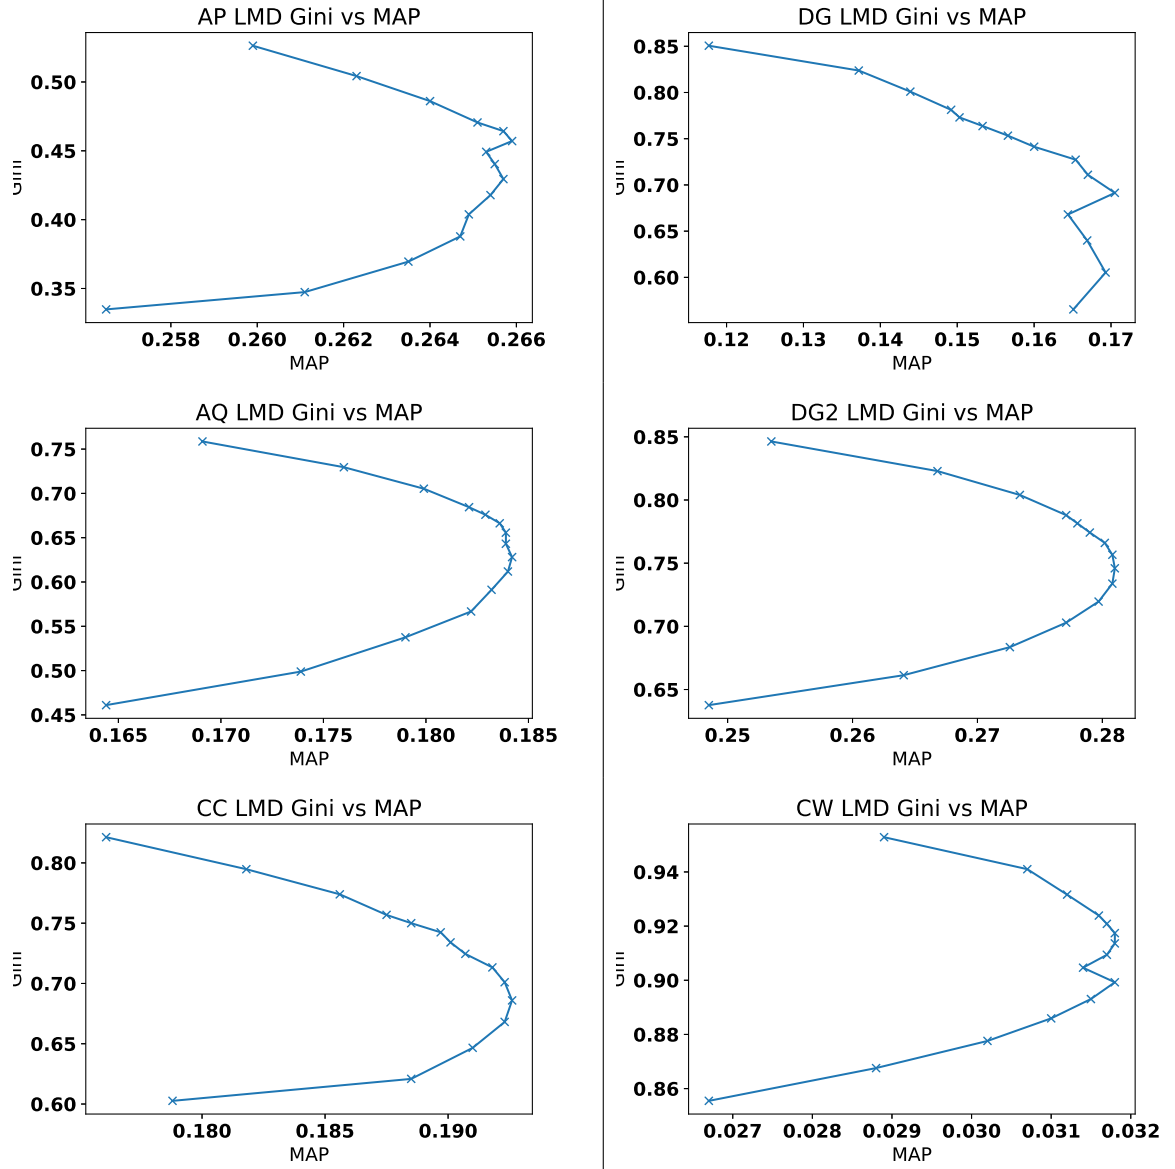 AP LMD Gini vs MAP
Gini
0.50
0.45
0.40
0.35
0.258 0.260 0.262 0.264 0.266
MAP
DG LMD Gini vs MAP
Gini
0.85
0.80
0.75
0.70
0.65
0.60
0.12 0.13 0.14 0.15 0.16 0.17
MAP
AQ LMD Gini vs MAP
Gini
0.75
0.70
0.65
0.60
0.55
0.50
0.45
0.165 0.170 0.175 0.180 0.185
MAP
DG2 LMD Gini vs MAP
Gini
0.85
0.80
0.75
0.70
0.65
0.25 0.26 0.27 0.28
MAP
CC LMD Gini vs MAP
Gini
0.80
0.75
0.70
0.65
0.60
0.180 0.185 0.190
MAP
CW LMD Gini vs MAP
Gini
0.94
0.92
0.90
0.88
0.86
0.027 0.028 0.029 0.030 0.031 0.032
MAP